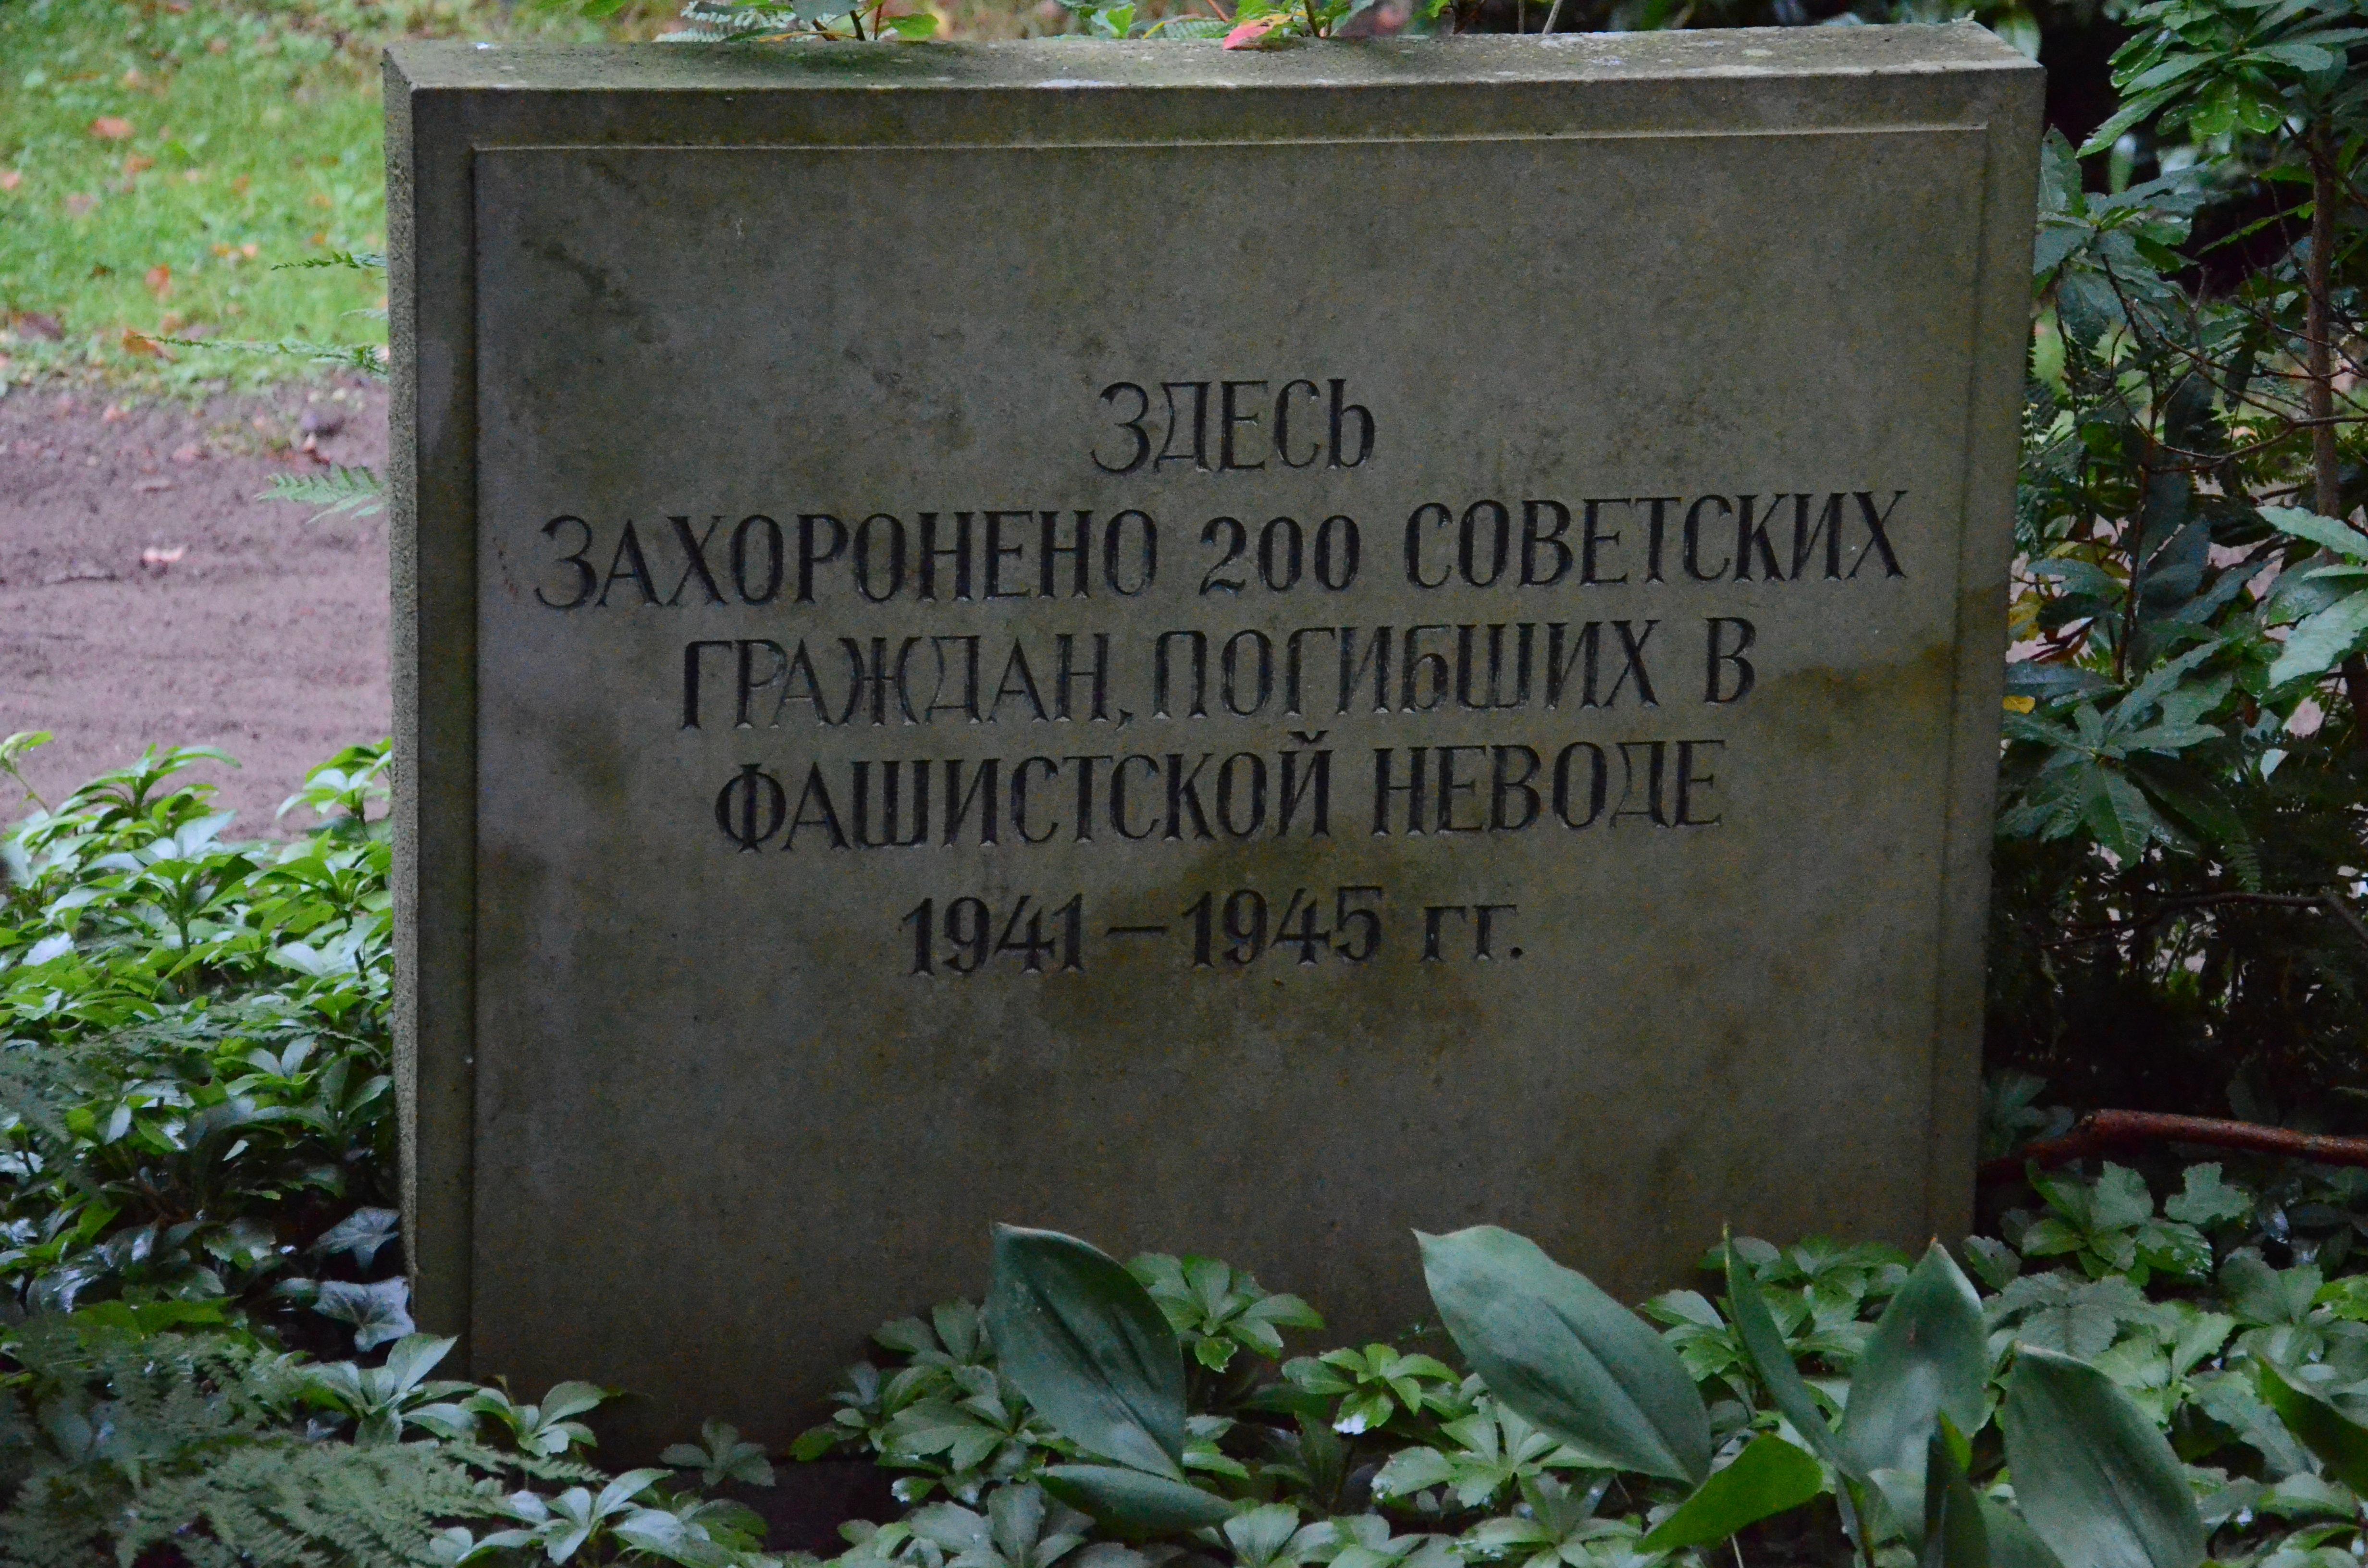 ЗДЕСЬ
ЗАХОРОНЕНО 200 СОВЕТСКИХ
ГРАЖДАН, ПОГИБШИХ В
ФАШИСТСКОЙ НЕВОДЕ
1941 – 1945 гг.